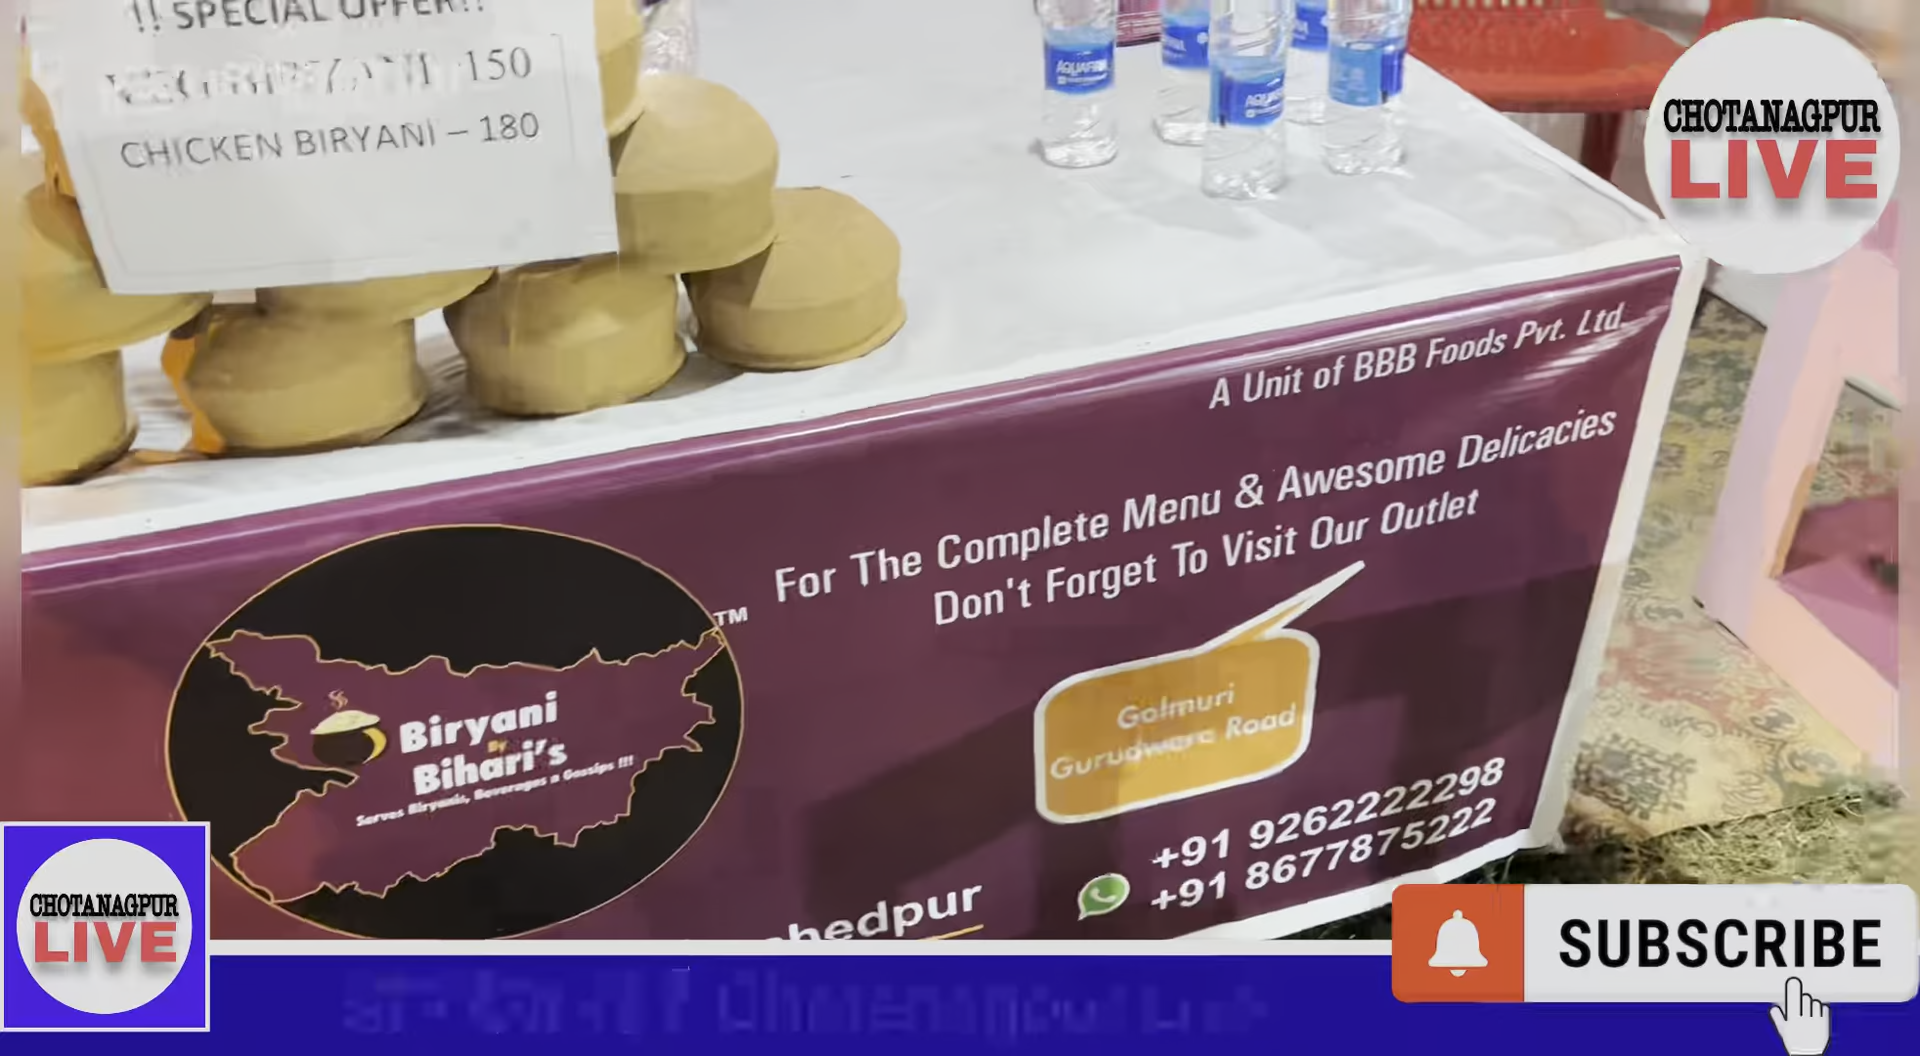 !! SPECIAL OFFER!!
150
CHICKEN BIRYANI – 180
AQUAFINA
CHOTANAGPUR
LIVE
A Unit of BBB Foods Pvt. Ltd.
For The Complete Menu & Awesome Delicacies
Don't Forget To Visit Our Outlet
TM
Biryani
By
Bihari's
Serves Biryanis, Beverages n Gossips !!!
Golmuri
Gurudwara Road
+91 9262222298
+91 8677875222
hedpur
CHOTANAGPUR
LIVE
SUBSCRIBE